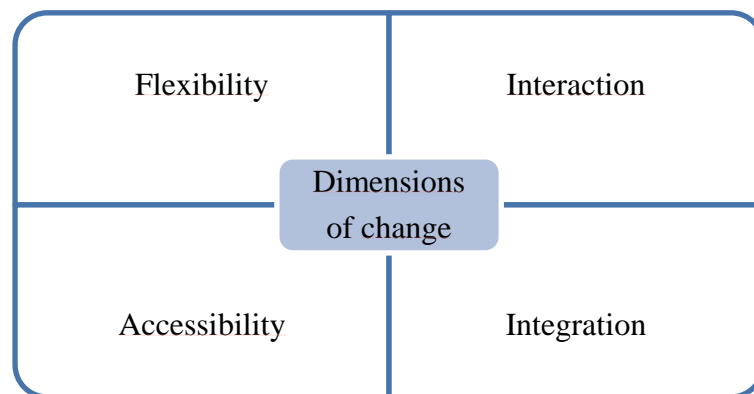 Flexibility
Interaction
Dimensions
of change
Accessibility
Integration